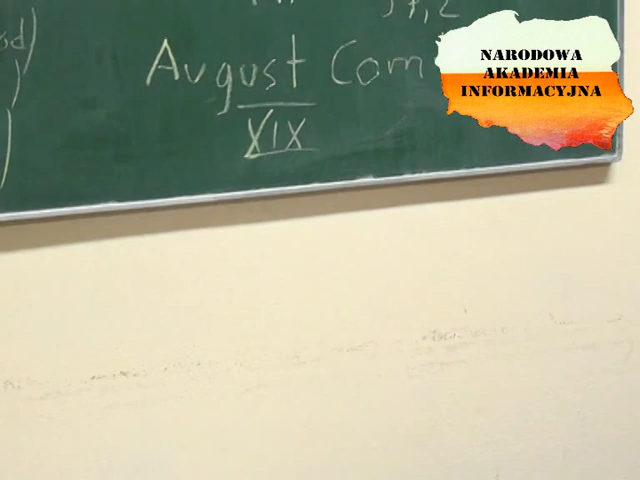 August Com
XIX
NARODOWA
AKADEMIA
INFORMACYJNA